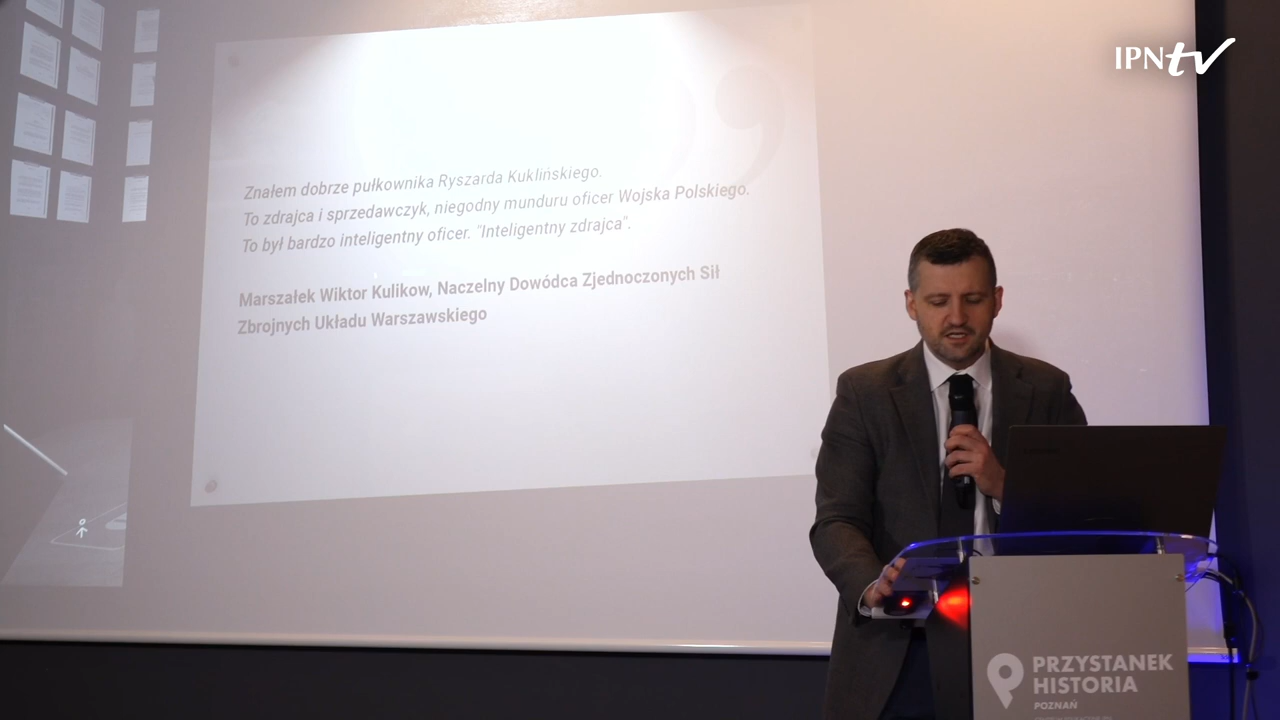 IPNtv
Znałem dobrze pułkownika Ryszarda Kuklińskiego.
To zdrajca i sprzedawczyk, niegodny munduru oficer Wojska Polskiego.
To był bardzo inteligentny oficer. "Inteligentny zdrajca".
Marszałek Wiktor Kulikow, Naczelny Dowódca Zjednoczonych Sił
Zbrojnych Układu Warszawskiego
PRZYSTANEK
HISTORIA
POZNAŃ